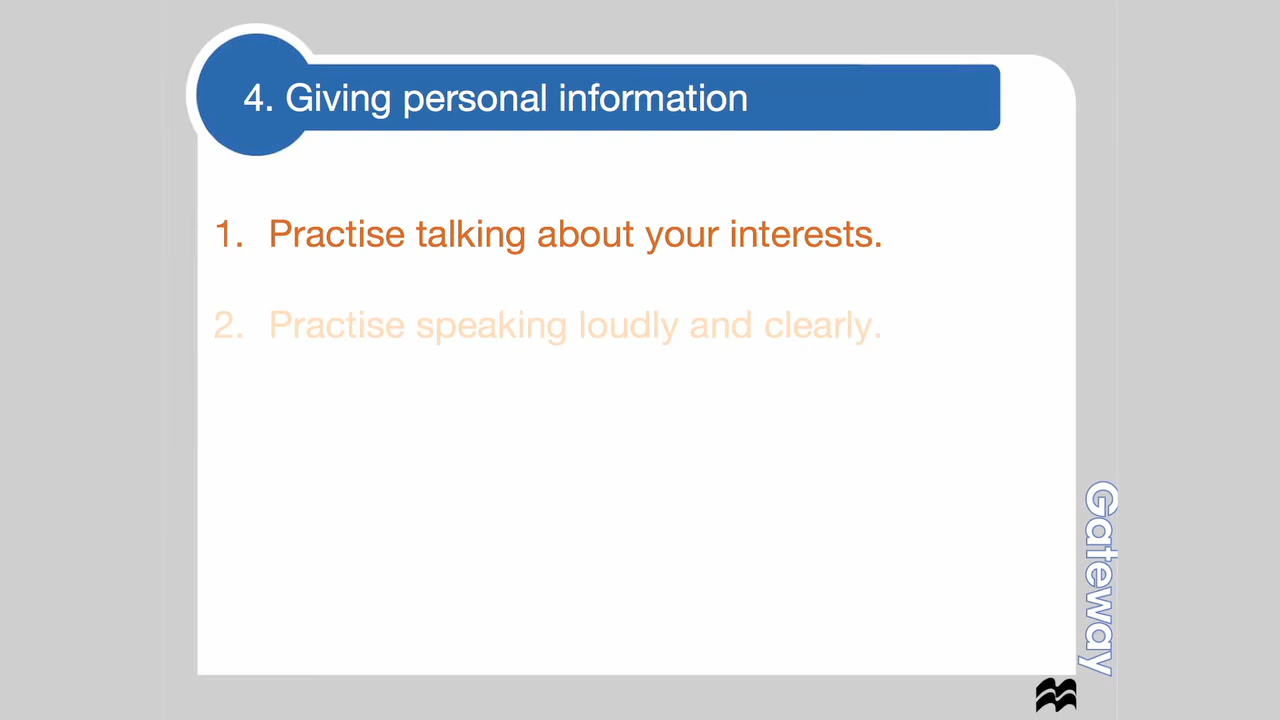 4. Giving personal information
1. Practise talking about your interests.
2. Practise speaking loudly and clearly.
Gateway